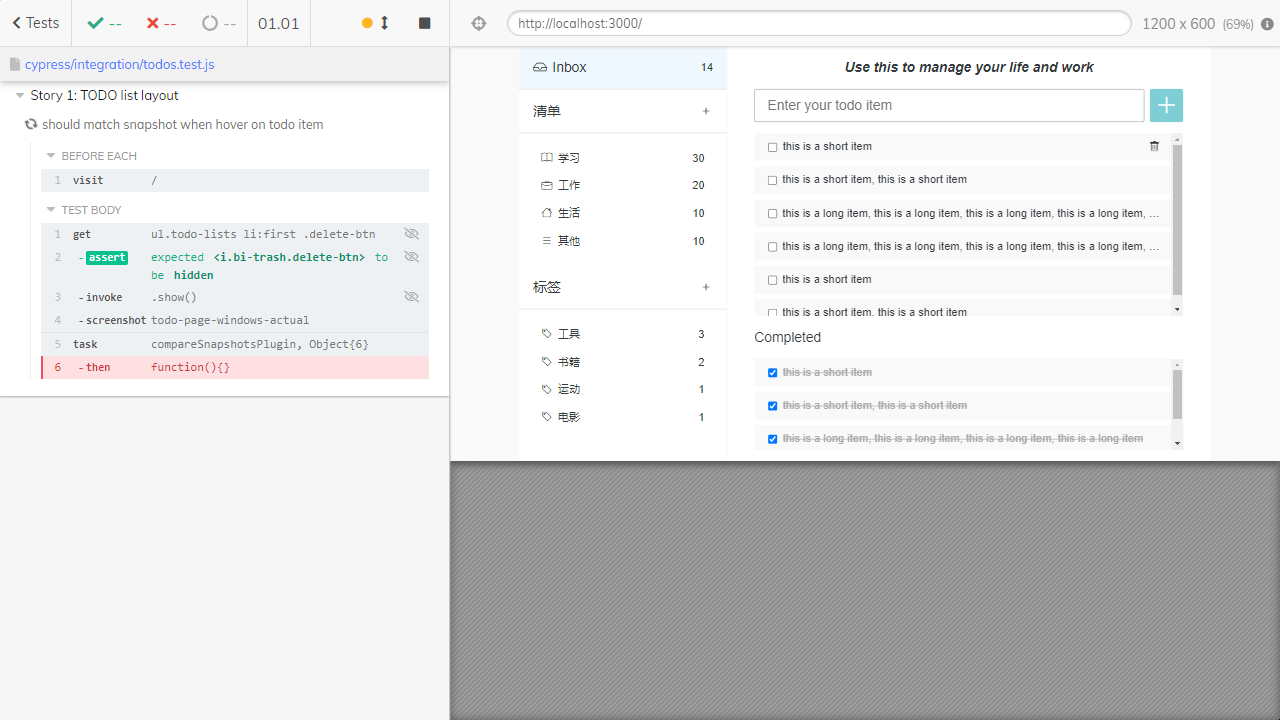 Tests
--
--
--
01.01
http://localhost:3000/
1200 x 600 (69%)
cypress/integration/todos.test.js
Story 1: TODO list layout
should match snapshot when hover on todo item
BEFORE EACH
1 visit /
TEST BODY
1 get ul.todo-lists li:first .delete-btn
2 -assert expected <i.bi-trash.delete-btn> to
be hidden
3 -invoke .show()
4 -screenshot todo-page-windows-actual
5 task compareSnapshotsPlugin, Object{6}
6 -then function(){}
Inbox 14
清单 +
学习 30
工作 20
生活 10
其他 10
标签 +
工具 3
书籍 2
运动 1
电影 1
Use this to manage your life and work
Enter your todo item
this is a short item
this is a short item, this is a short item
this is a long item, this is a long item, this is a long item, this is a long item, ...
this is a long item, this is a long item, this is a long item, this is a long item, ...
this is a short item
this is a short item, this is a short item
Completed
this is a short item
this is a short item, this is a short item
this is a long item, this is a long item, this is a long item, this is a long item